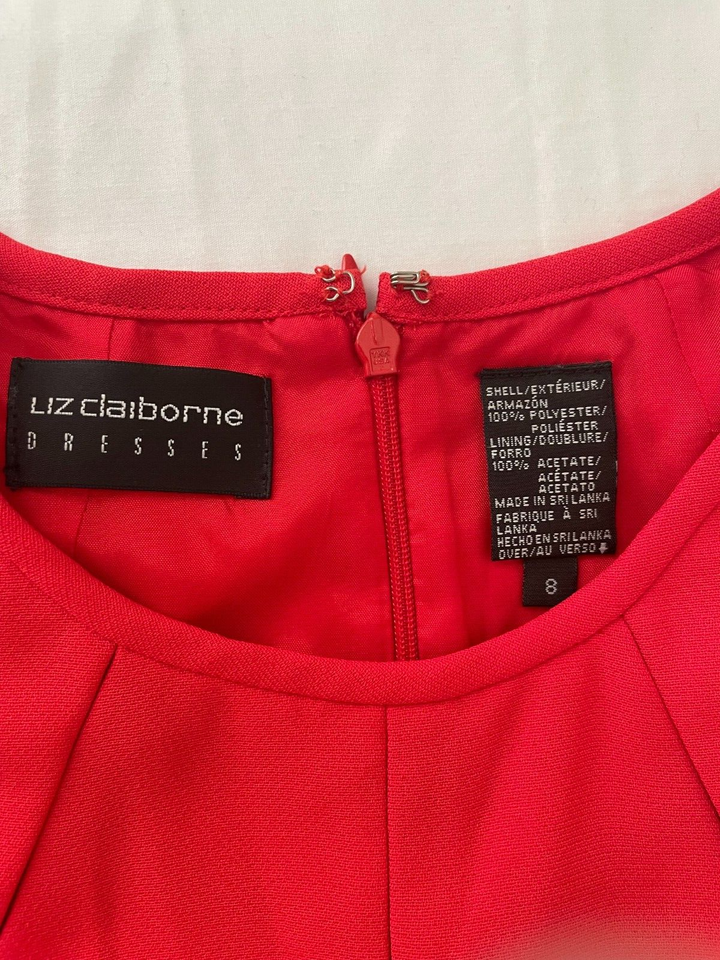 Liz claiborne
DRESSES
SHELL/EXTÉRIEUR/
ARMAZÓN
100% POLYESTER/
POLIÉSTER
LINING/DOUBLURE/
FORRO
100% ACETATE/
ACÉTATE/
ACETATO
MADE IN SRI LANKA
FABRIQUE À SRI
LANKA
HECHO EN SRI LANKA
OVER/AU VERSO
8